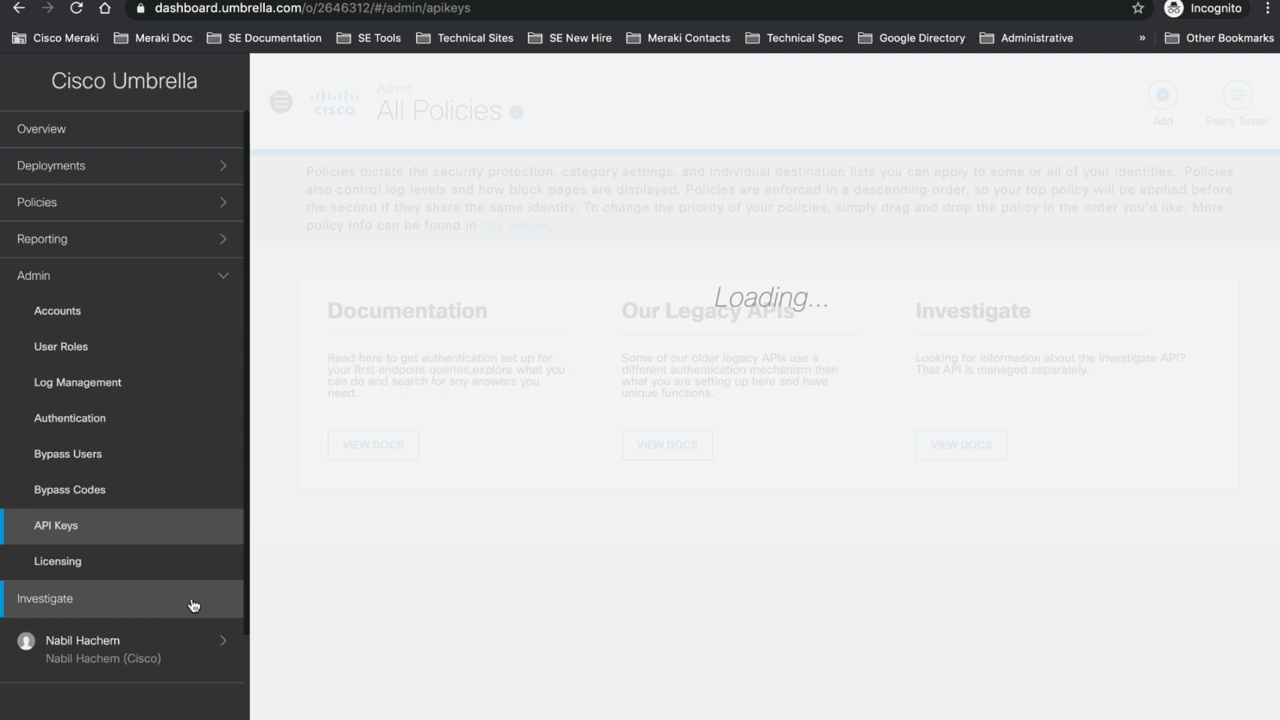 dashboard.umbrella.com/o/2646312/#/admin/apikeys
Incognito
Cisco Meraki
Meraki Doc
SE Documentation
SE Tools
Technical Sites
SE New Hire
Meraki Contacts
Technical Spec
Google Directory
Administrative
»
Other Bookmarks
Cisco Umbrella
Overview
Deployments
Policies
Reporting
Admin
Accounts
User Roles
Log Management
Authentication
Bypass Users
Bypass Codes
API Keys
Licensing
Investigate
Nabil Hachem
Nabil Hachem (Cisco)
CISCO
Admin
All Policies
Add
Policy Tester
Policies dictate the security protection, category settings, and individual destination lists you can apply to some or all of your identities. Policies
also control log levels and how block pages are displayed. Policies are enforced in a descending order, so your top policy will be applied before
the second if they share the same identity. To change the priority of your policies, simply drag and drop the policy in the order you'd like. More
policy info can be found in this article.
Loading...
Documentation
Read here to get authentication set up for
your first endpoint queries,explore what you
can do and search for any answers you
need.
VIEW DOCS
Our Legacy APIs
Some of our older legacy APIs use a
different authentication mechanism than
what you are setting up here and have
unique functions.
VIEW DOCS
Investigate
Looking for information about the Investigate API?
That API is managed separately.
VIEW DOCS